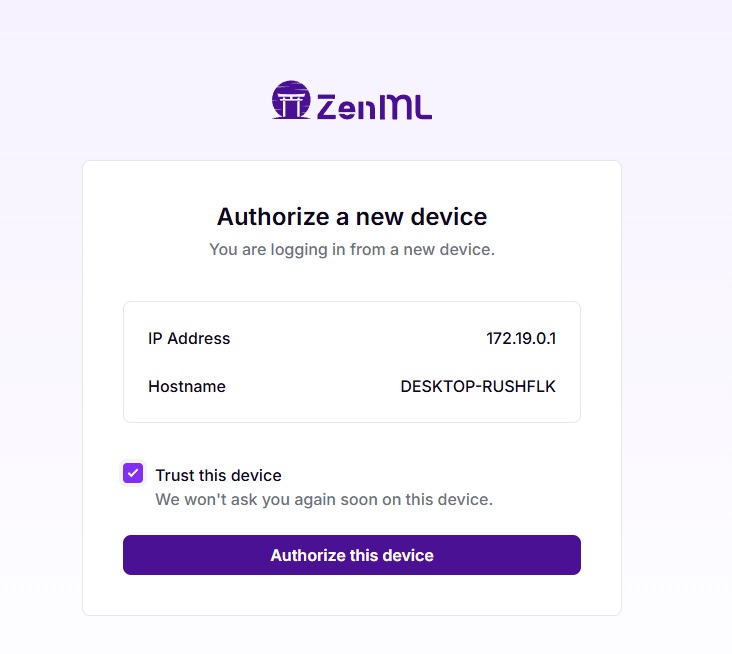 ZenML
Authorize a new device
You are logging in from a new device.
IP Address 172.19.0.1
Hostname DESKTOP-RUSHFLK
Trust this device
We won't ask you again soon on this device.
Authorize this device